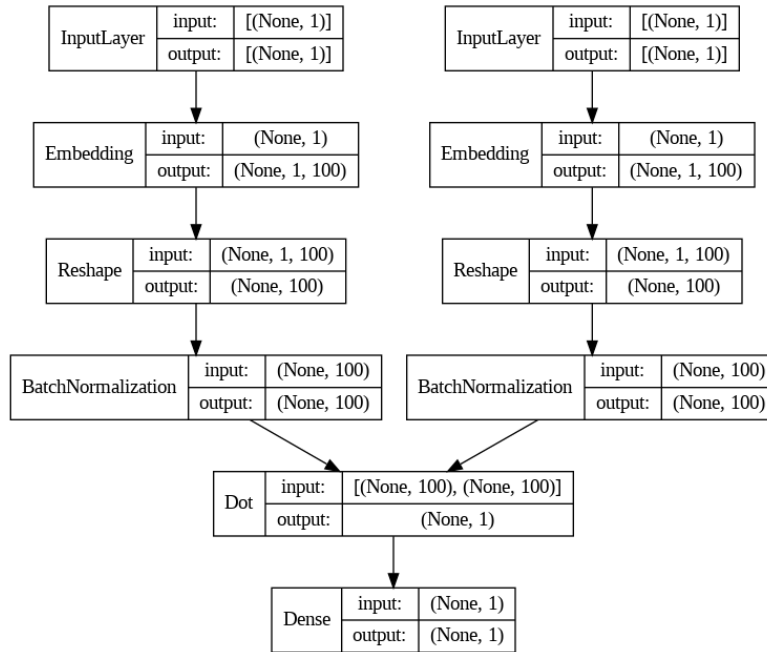 InputLayer input: [(None, 1)] output: [(None, 1)]
InputLayer input: [(None, 1)] output: [(None, 1)]
Embedding input: (None, 1) output: (None, 1, 100)
Embedding input: (None, 1) output: (None, 1, 100)
Reshape input: (None, 1, 100) output: (None, 100)
Reshape input: (None, 1, 100) output: (None, 100)
BatchNormalization input: (None, 100) output: (None, 100)
BatchNormalization input: (None, 100) output: (None, 100)
Dot input: [(None, 100), (None, 100)] output: (None, 1)
Dense input: (None, 1) output: (None, 1)